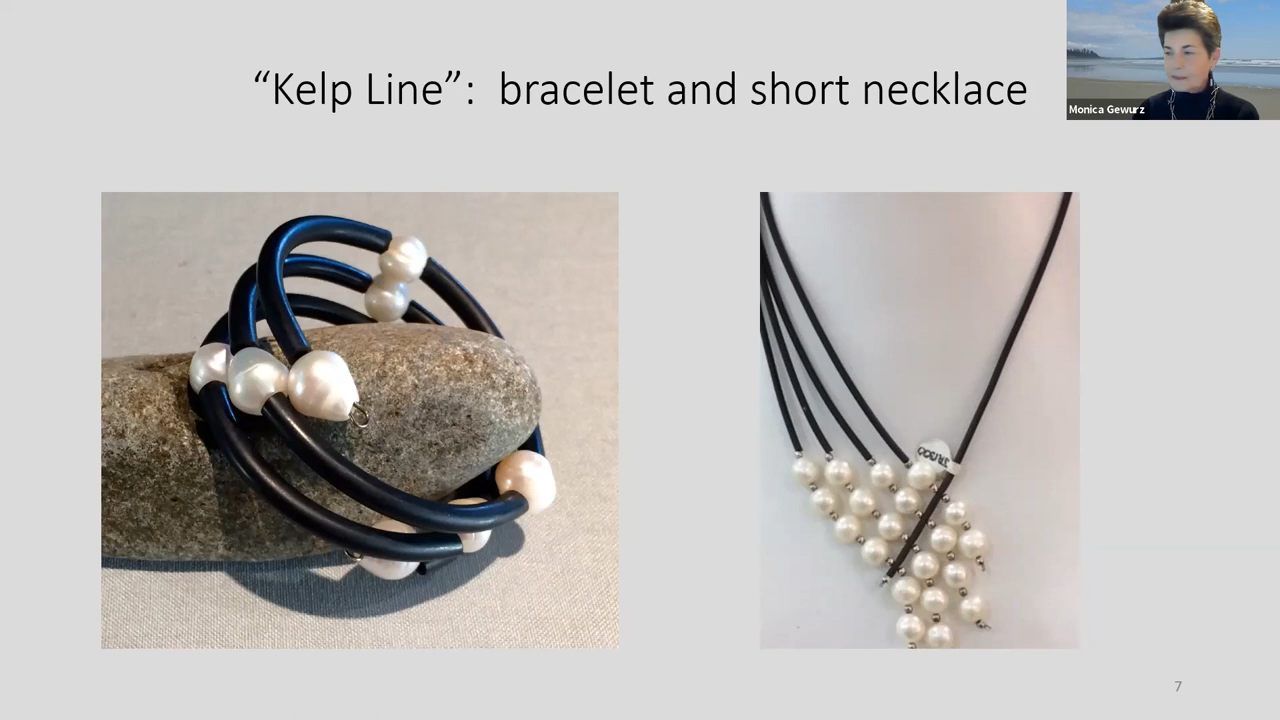 “Kelp Line”:  bracelet and short necklace
Monica Gewurz
7